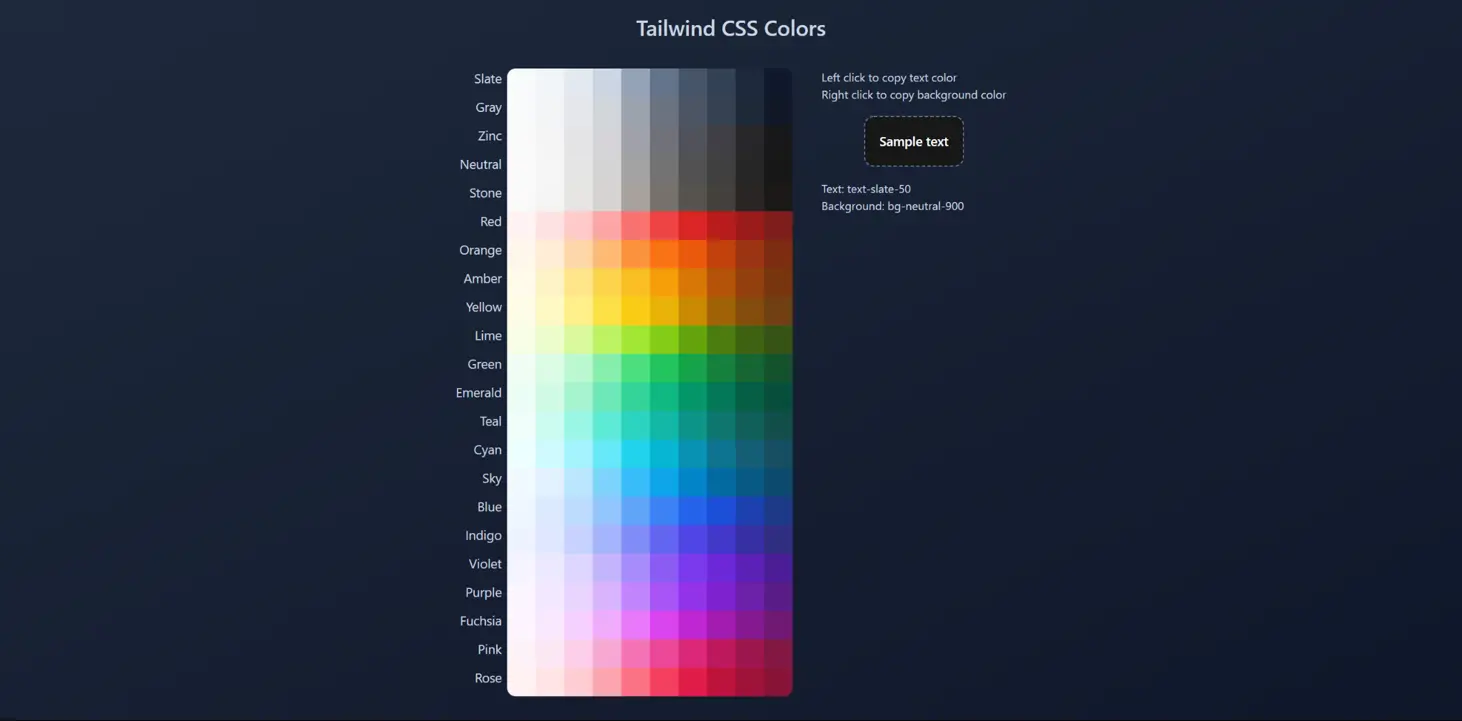 Tailwind CSS Colors
Slate
Gray
Zinc
Neutral
Stone
Red
Orange
Amber
Yellow
Lime
Green
Emerald
Teal
Cyan
Sky
Blue
Indigo
Violet
Purple
Fuchsia
Pink
Rose
Left click to copy text color
Right click to copy background color
Sample text
Text: text-slate-50
Background: bg-neutral-900